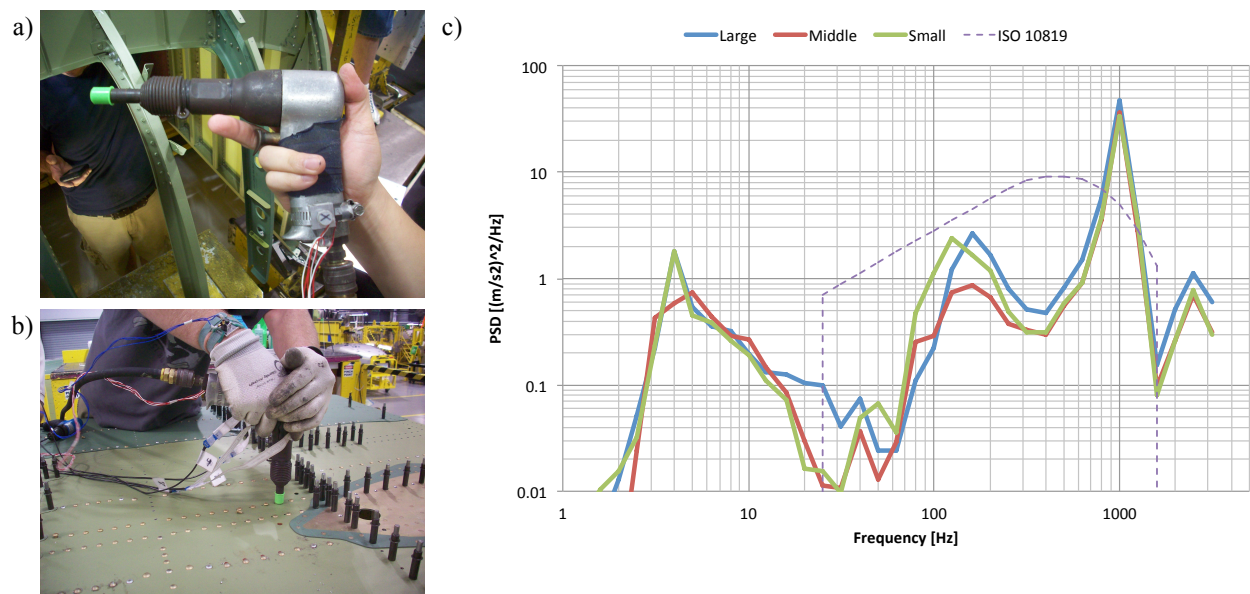 a)
b)
c)
Large Middle Small ISO 10819
PSD [(m/s2)^2/Hz]
100
10
1
0.1
0.01
1 10 100 1000
Frequency [Hz]
X